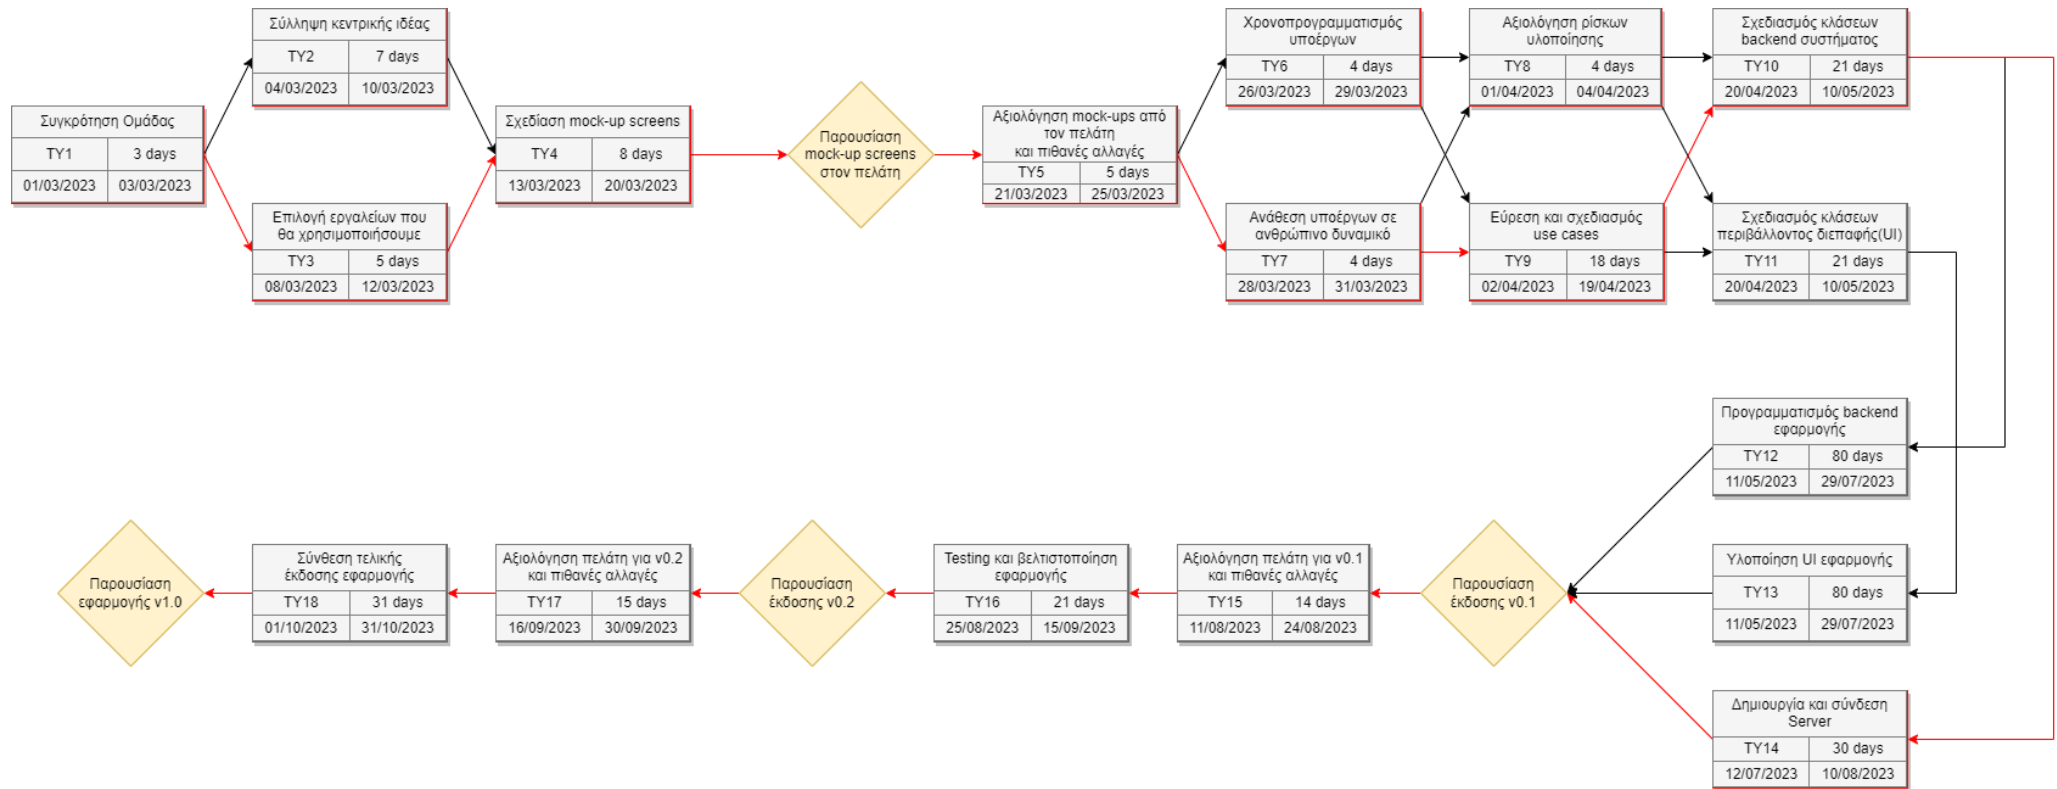 Συγκρότηση Ομάδας
TY1
3 days
01/03/2023
03/03/2023
Σύλληψη κεντρικής ιδέας
TY2
7 days
04/03/2023
10/03/2023
Επιλογή εργαλείων που
θα χρησιμοποιήσουμε
TY3
5 days
08/03/2023
12/03/2023
Σχεδίαση mock-up screens
TY4
8 days
13/03/2023
20/03/2023
Παρουσίαση
mock-up screens
στον πελάτη
Αξιολόγηση mock-ups από
τον πελάτη
και πιθανές αλλαγές
TY5
5 days
21/03/2023
25/03/2023
Χρονοπρογραμματισμός
υποέργων
TY6
4 days
26/03/2023
29/03/2023
Ανάθεση υποέργων σε
ανθρώπινο δυναμικό
TY7
4 days
28/03/2023
31/03/2023
Αξιολόγηση ρίσκων
υλοποίησης
TY8
4 days
01/04/2023
04/04/2023
Εύρεση και σχεδιασμός
use cases
TY9
18 days
02/04/2023
19/04/2023
Σχεδιασμός κλάσεων
backend συστήματος
TY10
21 days
20/04/2023
10/05/2023
Σχεδιασμός κλάσεων
περιβάλλοντος διεπαφής(UI)
TY11
21 days
20/04/2023
10/05/2023
Προγραμματισμός backend
εφαρμογής
TY12
80 days
11/05/2023
29/07/2023
Υλοποίηση UI εφαρμογής
TY13
80 days
11/05/2023
29/07/2023
Δημιουργία και σύνδεση
Server
TY14
30 days
12/07/2023
10/08/2023
Παρουσίαση
έκδοσης v0.1
Αξιολόγηση πελάτη για v0.1
και πιθανές αλλαγές
TY15
14 days
11/08/2023
24/08/2023
Testing και βελτιστοποίηση
εφαρμογής
TY16
21 days
25/08/2023
15/09/2023
Παρουσίαση
έκδοσης v0.2
Αξιολόγηση πελάτη για v0.2
και πιθανές αλλαγές
TY17
15 days
16/09/2023
30/09/2023
Σύνθεση τελικής
έκδοσης εφαρμογής
TY18
31 days
01/10/2023
31/10/2023
Παρουσίαση
εφαρμογής v1.0